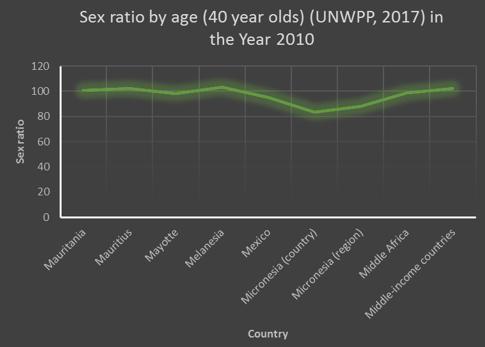 Sex ratio by age (40 year olds) (UNWPP, 2017) in
the Year 2010
120
100
80
60
40
20
0
Sex ratio
Mauritania
Mauritius
Mayotte
Melanesia
Mexico
Micronesia (country)
Micronesia (region)
Middle Africa
Middle-income countries
Country